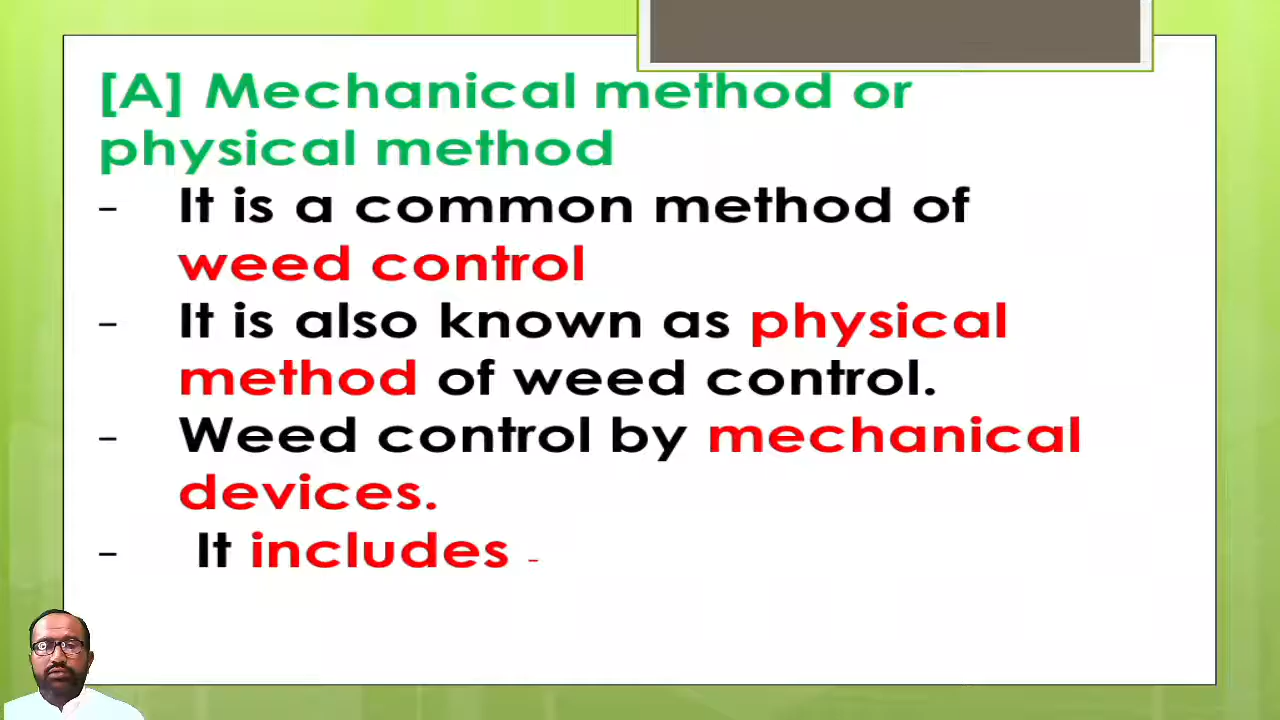 [A] Mechanical method or
physical method
- It is a common method of
weed control
- It is also known as physical
method of weed control.
- Weed control by mechanical
devices.
- It includes -